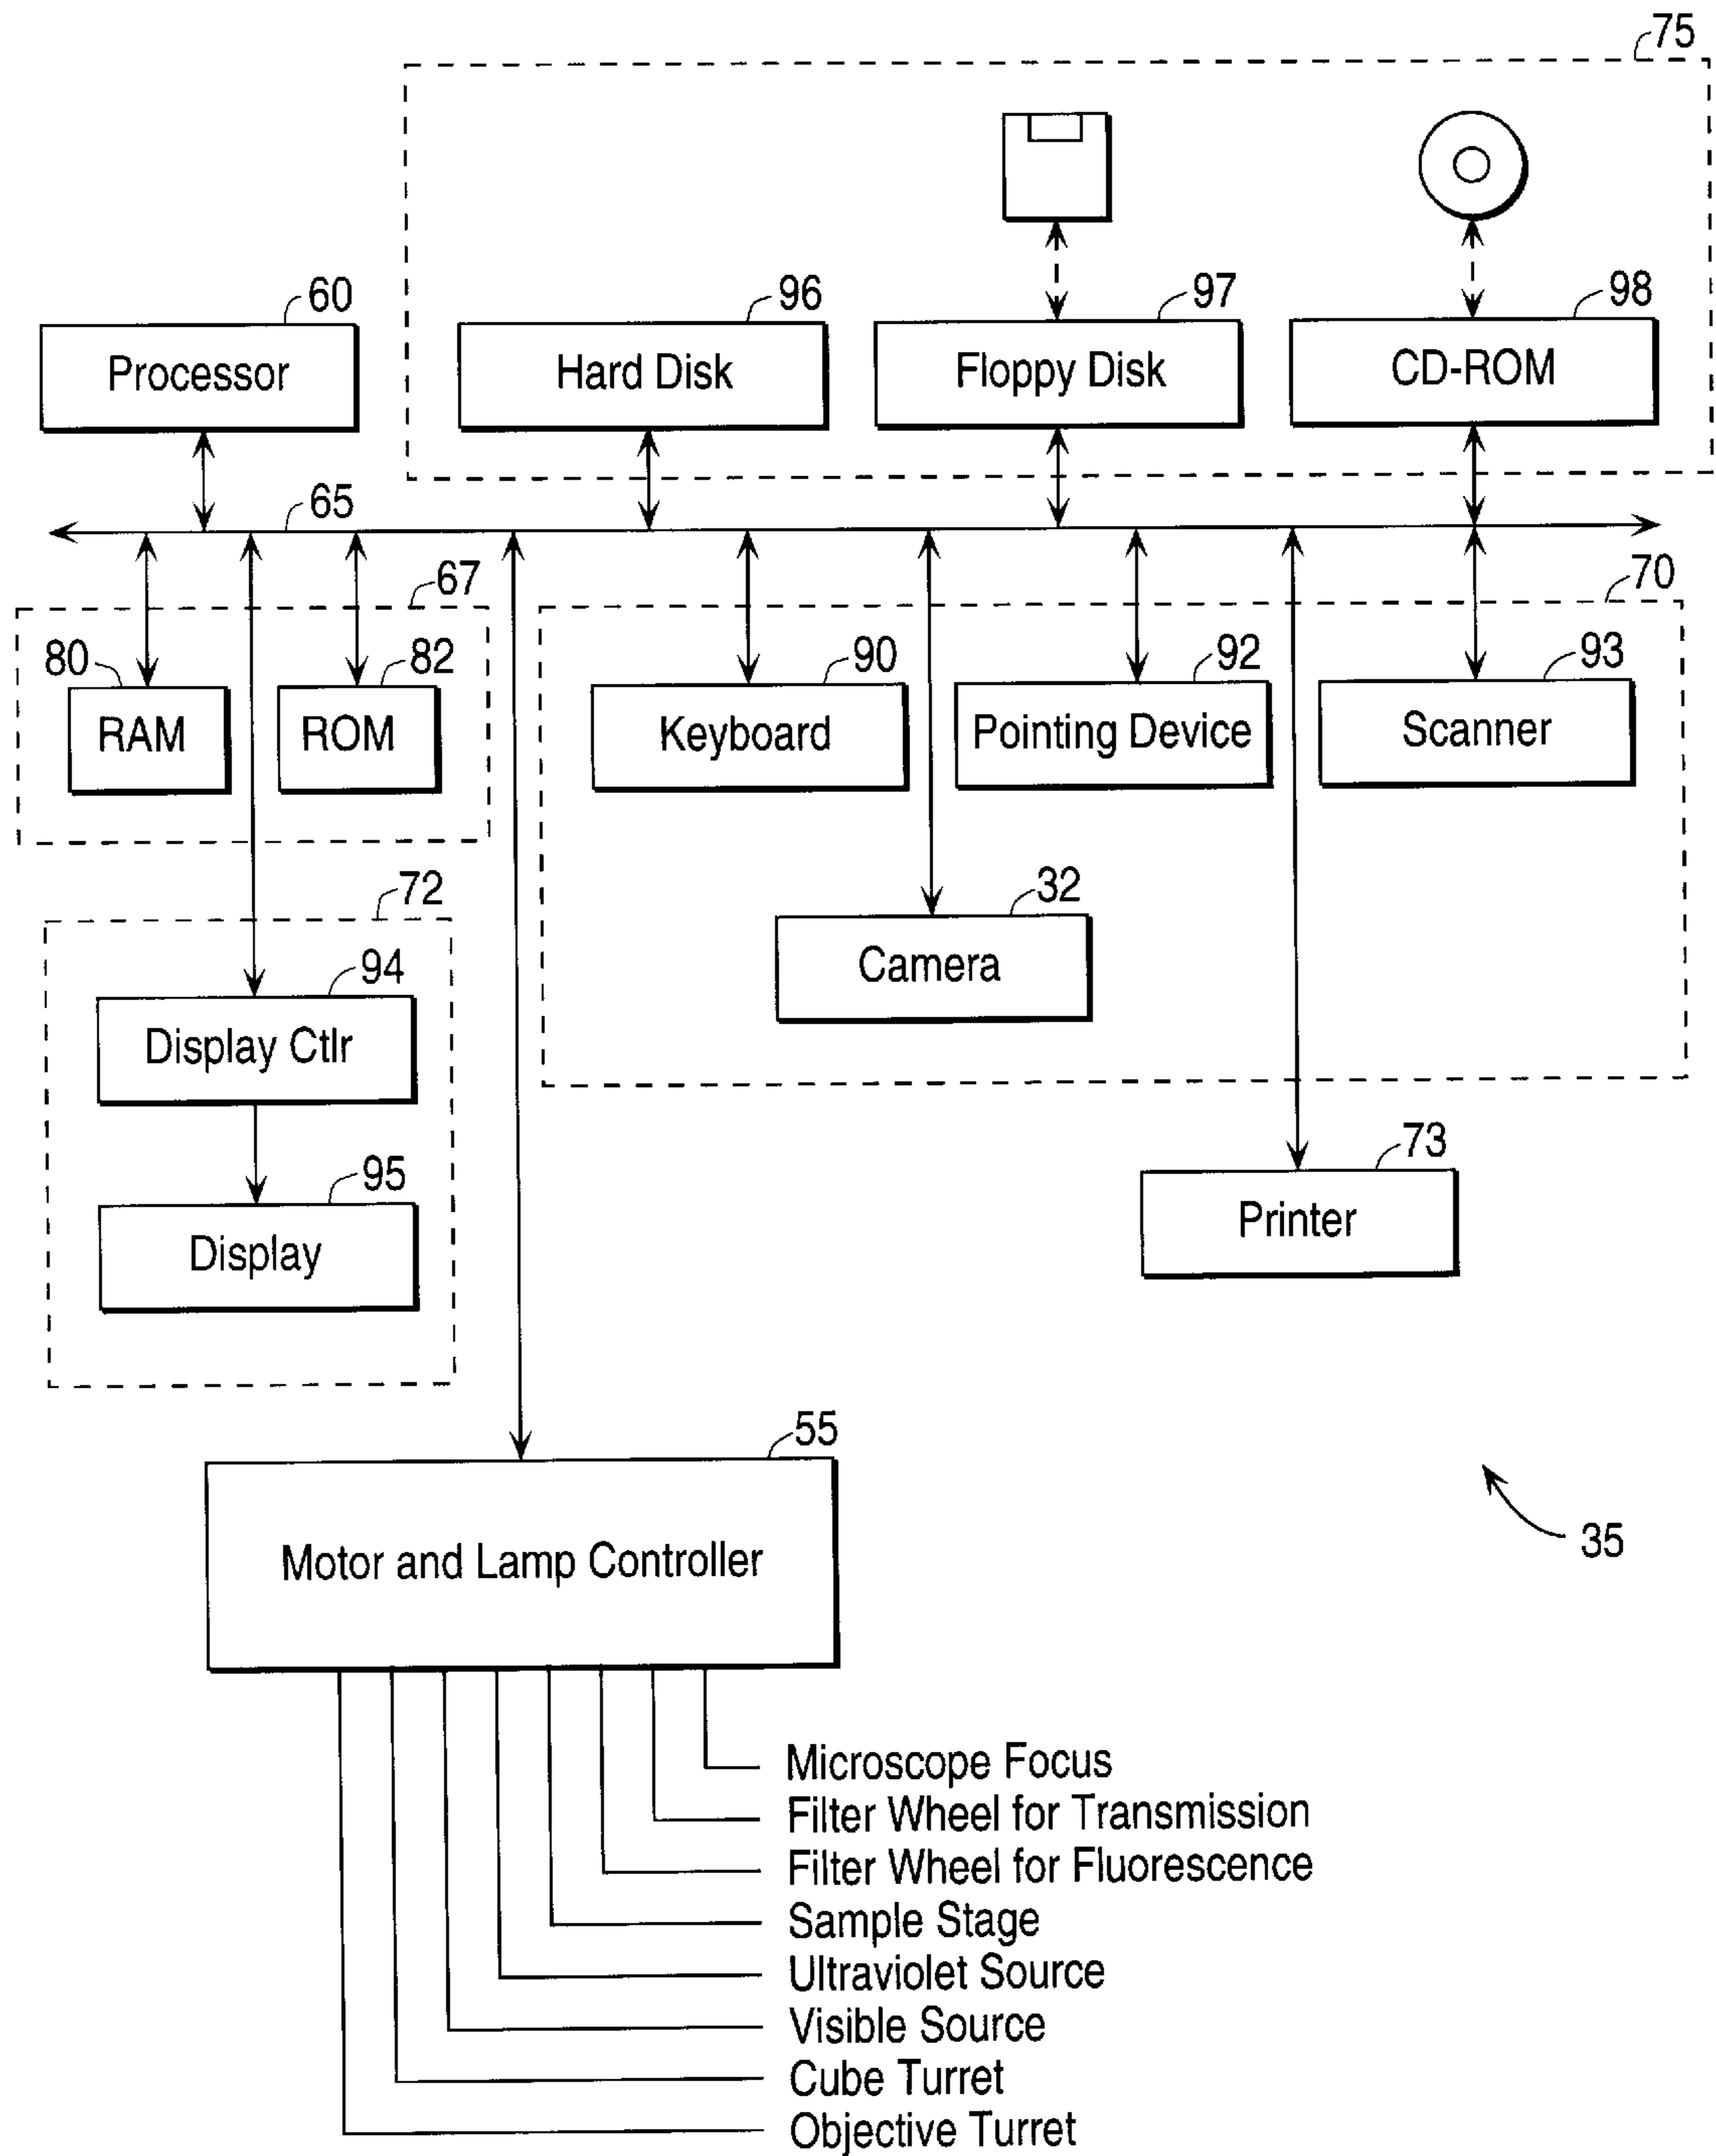 75
60
96
97
98
Processor
Hard Disk
Floppy Disk
CD-ROM
65
67
70
80
82
90
92
93
RAM
ROM
Keyboard
Pointing Device
Scanner
72
32
94
Camera
Display Ctlr
73
95
Printer
Display
55
Motor and Lamp Controller
35
Microscope Focus
Filter Wheel for Transmission
Filter Wheel for Fluorescence
Sample Stage
Ultraviolet Source
Visible Source
Cube Turret
Objective Turret